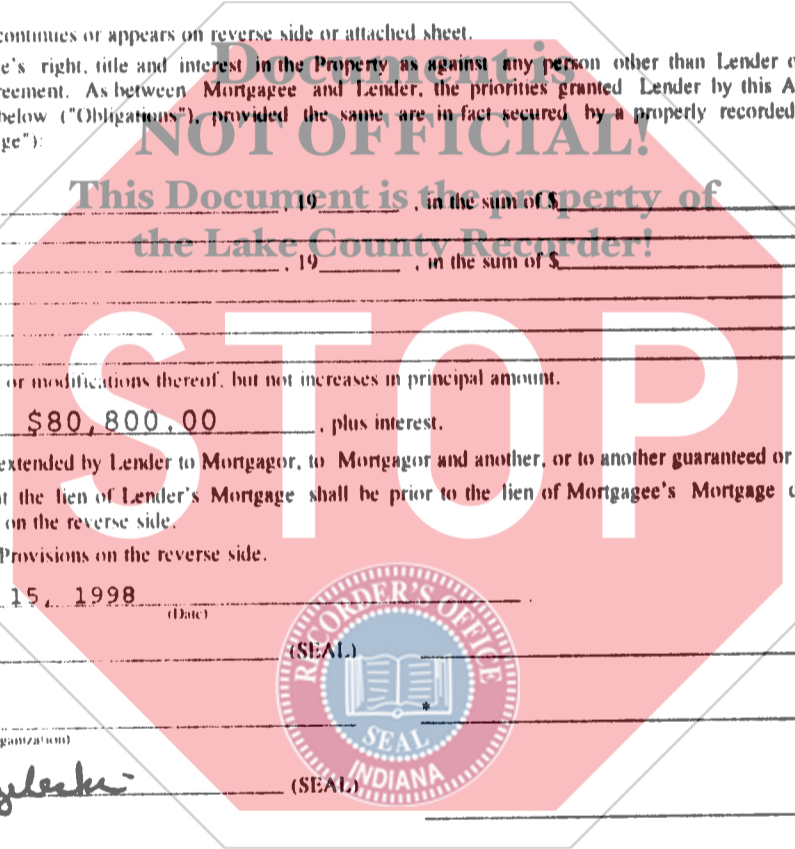 continues or appears on reverse side or attached sheet.
Document is
e's right, title and interest in the Property as against any person other than Lender
reement. As between Mortgagee and Lender, the priorities granted Lender by this A
below ("Obligations"), provided the same are in fact secured by a properly recorded
NOT OFFICIAL!
ge"):
This Document is the property of
, 19 , in the sum of $
the Lake County Recorder!
, 19 , in the sum of $
STOP
or modifications thereof, but not increases in principal amount.
$80,800.00 , plus interest.
extended by Lender to Mortgagor, to Mortgagor and another, or to another guaranteed or
the lien of Lender's Mortgage shall be prior to the lien of Mortgagee's Mortgage
on the reverse side.
Provisions on the reverse side.
15, 1998
(Date)
RECORDER'S OFFICE
(SEAL)
*
SEAL
ganization)
INDIANA
(SEAL)